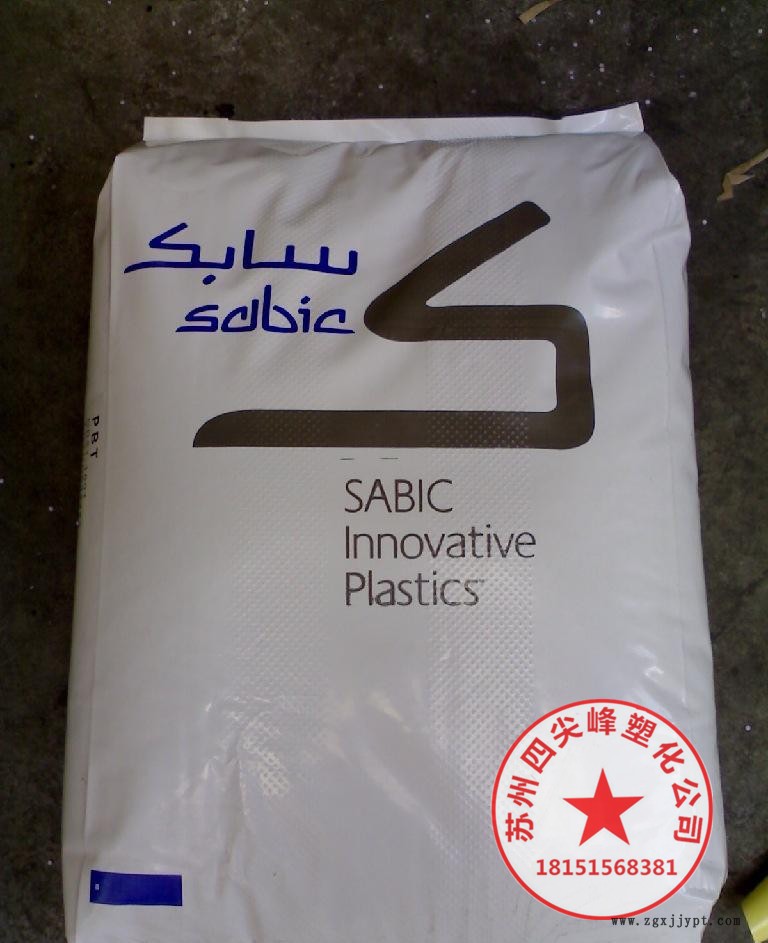 سابك
sabic
PBT
SABIC
Innovative
Plastics
苏州四尖峰塑化公司
18151568381
www.zgxjjypt.com